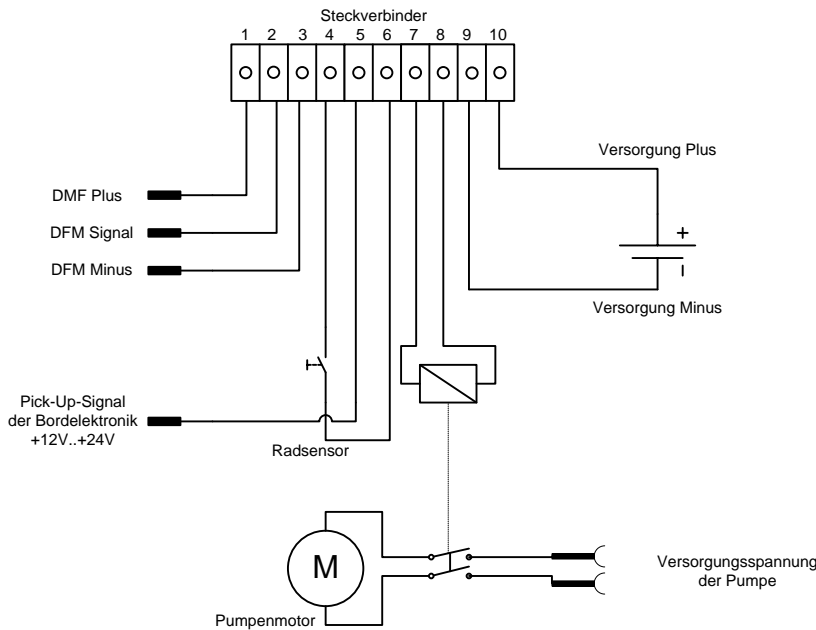 Steckverbinder
1 2 3 4 5 6 7 8 9 10
Versorgung Plus
DMF Plus
DFM Signal
DFM Minus
+
Versorgung Minus
Pick-Up-Signal
der Bordelektronik
+12V..+24V
Radsensor
M
Versorgungsspannung
der Pumpe
Pumpenmotor